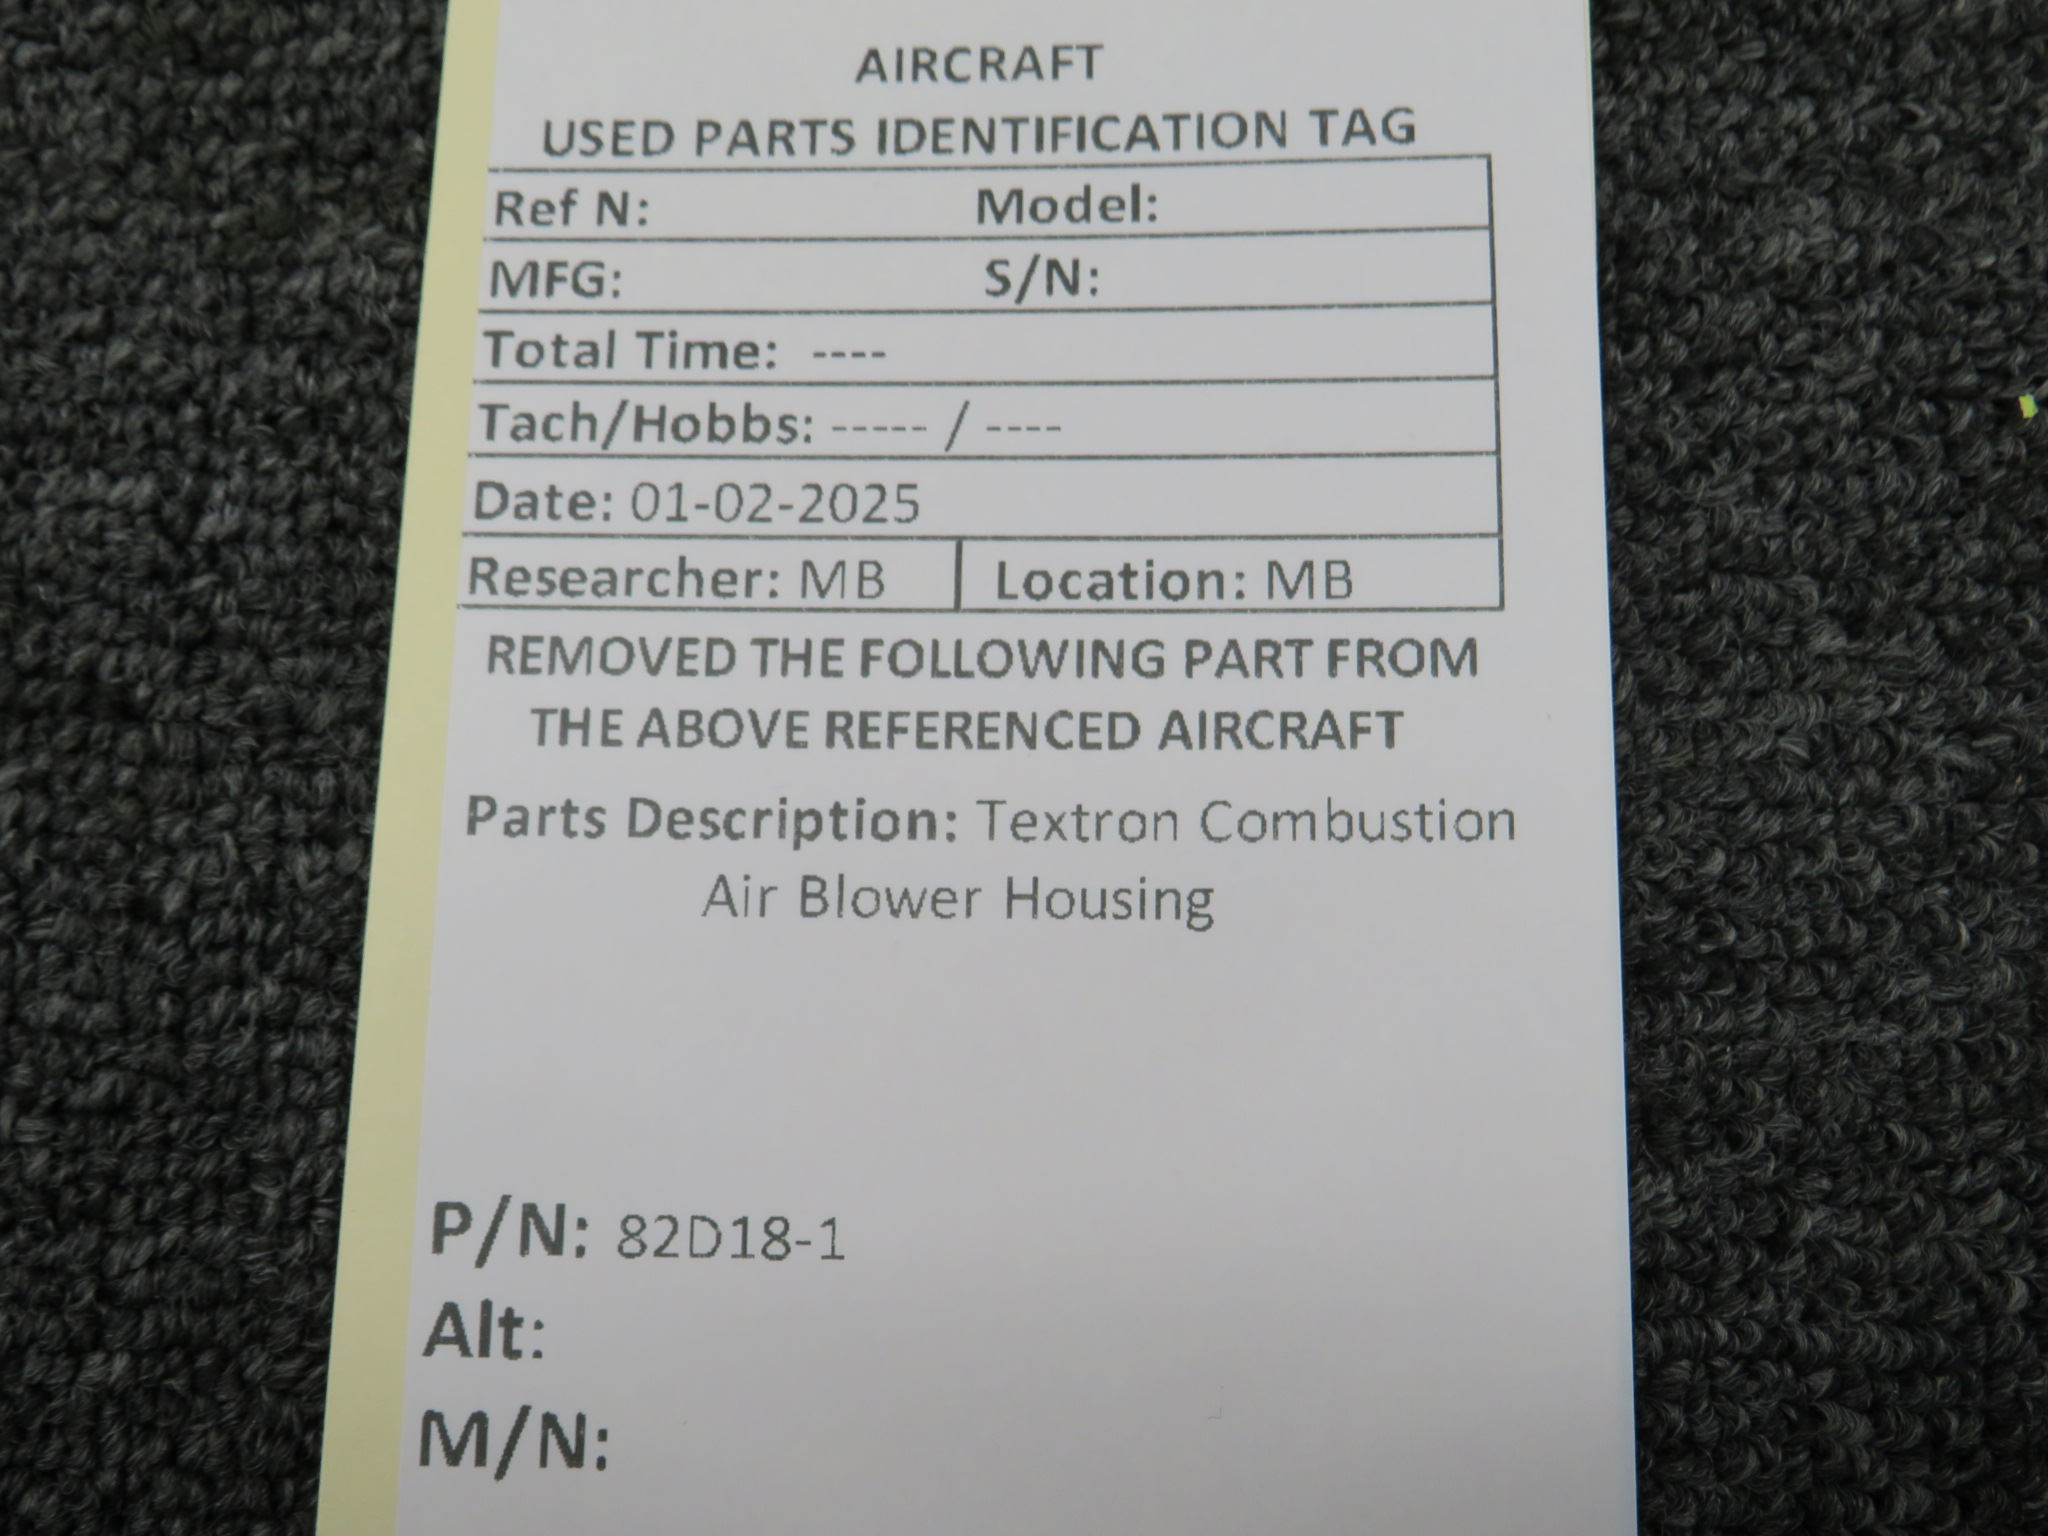 AIRCRAFT
USED PARTS IDENTIFICATION TAG
Ref N: Model:
MFG: S/N:
Total Time: ----
Tach/Hobbs: ----- / ----
Date: 01-02-2025
Researcher: MB Location: MB
REMOVED THE FOLLOWING PART FROM
THE ABOVE REFERENCED AIRCRAFT
Parts Description: Textron Combustion
Air Blower Housing
P/N: 82D18-1
Alt:
M/N: